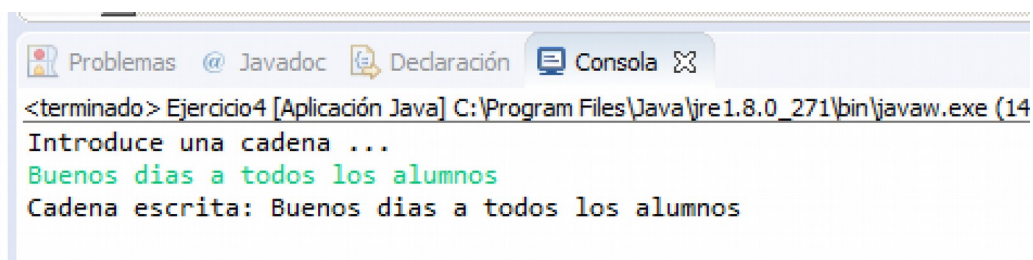 Problemas @ Javadoc Declaración Consola
<terminado> Ejercicio4 [Aplicación Java] C:\Program Files\Java\jre1.8.0_271\bin\javaw.exe (14
Introduce una cadena ...
Buenos dias a todos los alumnos
Cadena escrita: Buenos dias a todos los alumnos